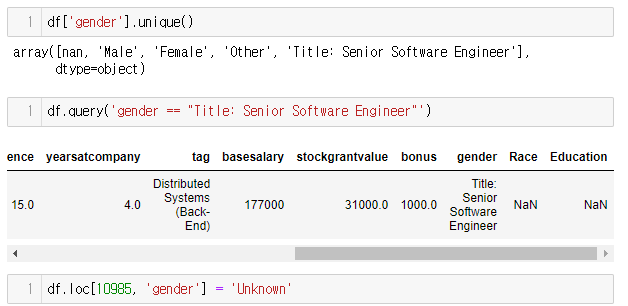 1 df['gender'].unique()
array([nan, 'Male', 'Female', 'Other', 'Title: Senior Software Engineer'],
dtype=object)
1 df.query('gender == "Title: Senior Software Engineer"')
ence yearsatcompany tag basesalary stockgrantvalue bonus gender Race Education
15.0 4.0 Distributed Systems (Back-End) 177000 31000.0 1000.0 Title: Senior Software Engineer NaN NaN
1 df.loc[10985, 'gender'] = 'Unknown'